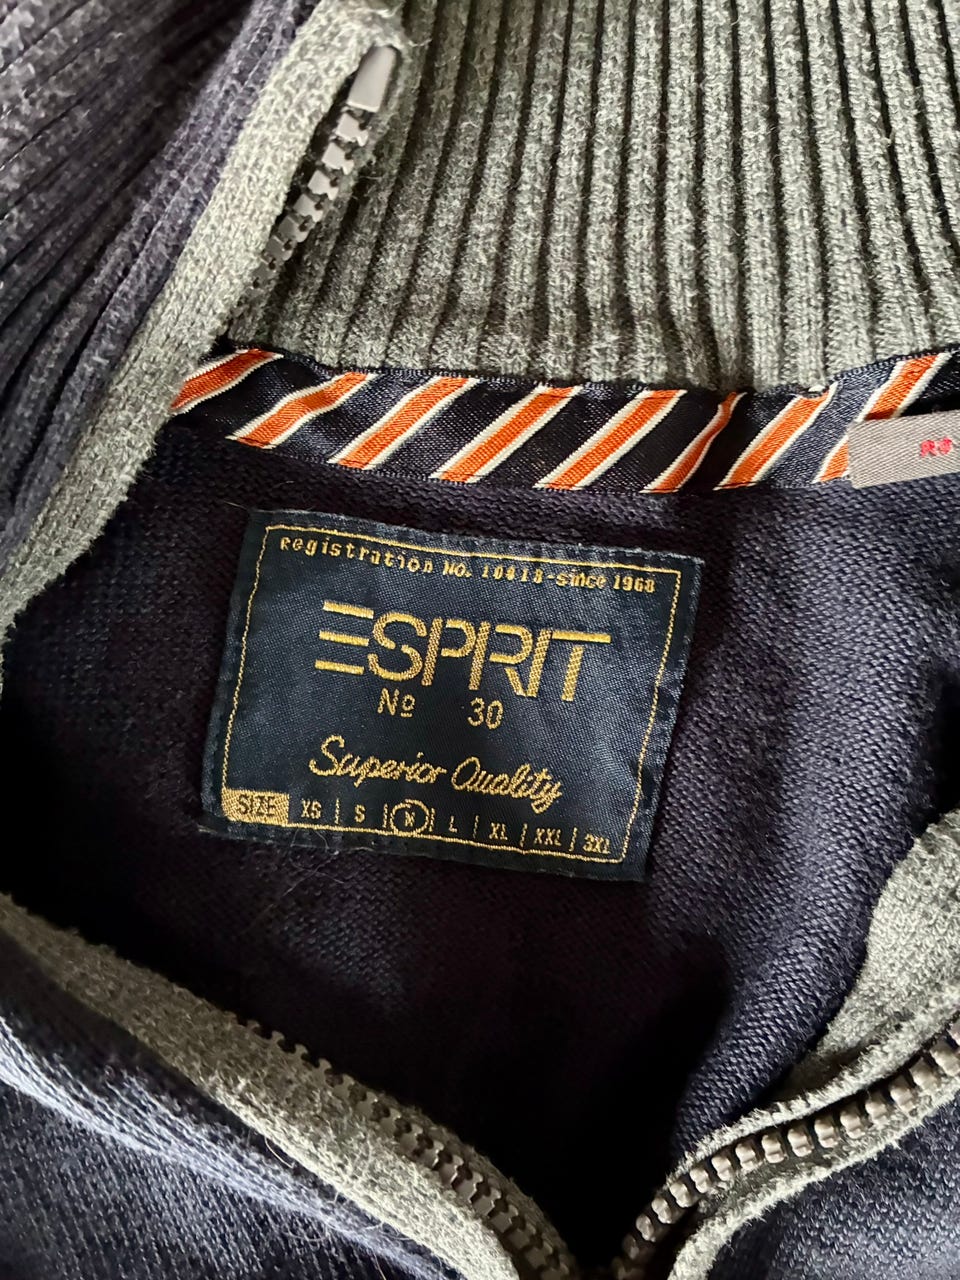 Registration No. 10418-since 1968
ESPRIT
Nº 30
Superior Quality
SIZE XS | S | M | L | XL | XXL | 3XL